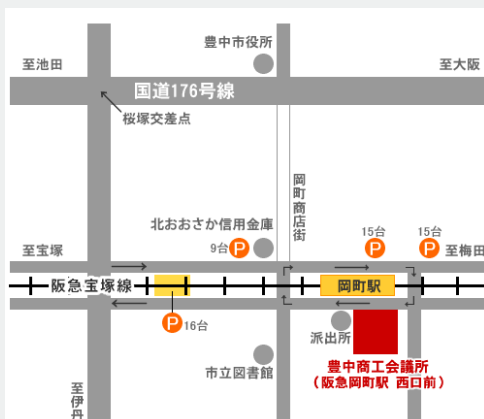 豊中市役所
至池田
至大阪
国道176号線
桜塚交差点
岡町商店街
北おおさか信用金庫
9台 P
15台
P
15台
P
至宝塚
至梅田
阪急宝塚線
岡町駅
P 16台
派出所
市立図書館
豊中商工会議所
(阪急岡町駅 西口前)
至伊丹